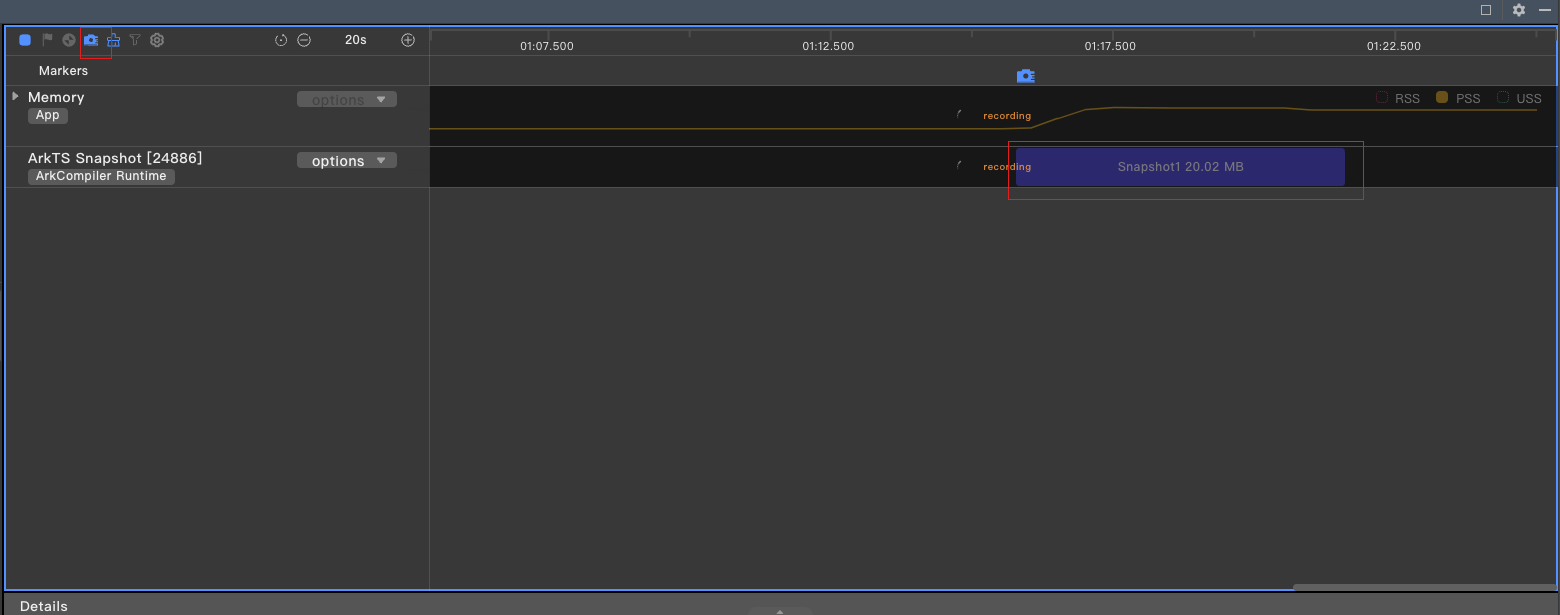 20s
01:07.500 01:12.500 01:17.500 01:22.500
Markers
Memory options
App
recording
RSS PSS USS
ArkTS Snapshot [24886] options
ArkCompiler Runtime
recording
Snapshot1 20.02 MB
Details